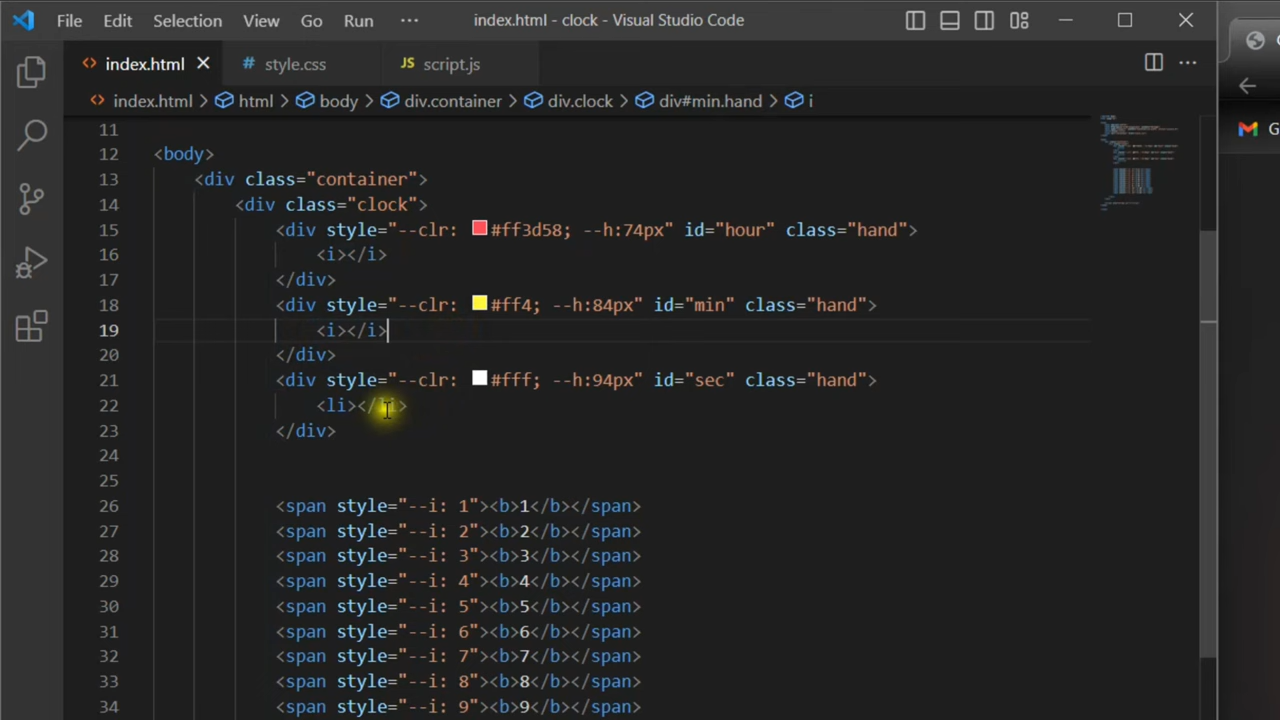 File Edit Selection View Go Run ··· index.html - clock - Visual Studio Code
index.html style.css JS script.js
index.html > html > body > div.container > div.clock > div#min.hand > i
11
12 <body>
13 <div class="container">
14 <div class="clock">
15 <div style="--clr: #ff3d58; --h:74px" id="hour" class="hand">
16 <i></i>
17 </div>
18 <div style="--clr: #ff4; --h:84px" id="min" class="hand">
19 <i></i>
20 </div>
21 <div style="--clr: #fff; --h:94px" id="sec" class="hand">
22 <li></li>
23 </div>
24
25
26 <span style="--i: 1"><b>1</b></span>
27 <span style="--i: 2"><b>2</b></span>
28 <span style="--i: 3"><b>3</b></span>
29 <span style="--i: 4"><b>4</b></span>
30 <span style="--i: 5"><b>5</b></span>
31 <span style="--i: 6"><b>6</b></span>
32 <span style="--i: 7"><b>7</b></span>
33 <span style="--i: 8"><b>8</b></span>
34 <span style="--i: 9"><b>9</b></span>